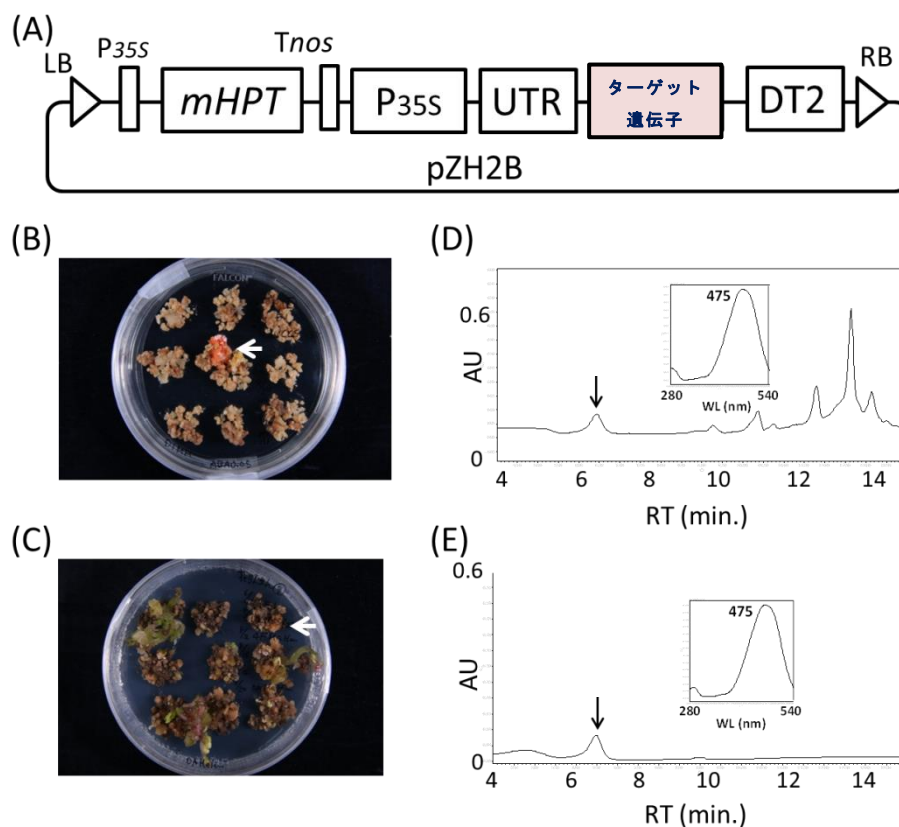 (A)
LB
P35S
mHPT
Tnos
P35S
UTR
ターゲット
遺伝子
DT2
RB
pZH2B
(B)
FALCON
(D)
0.6
AU
0
475
280
540
WL (nm)
4
6
8
10
12
14
RT (min.)
(C)
(E)
0.6
AU
0
475
280
540
WL (nm)
4
6
8
10
12
14
RT (min.)